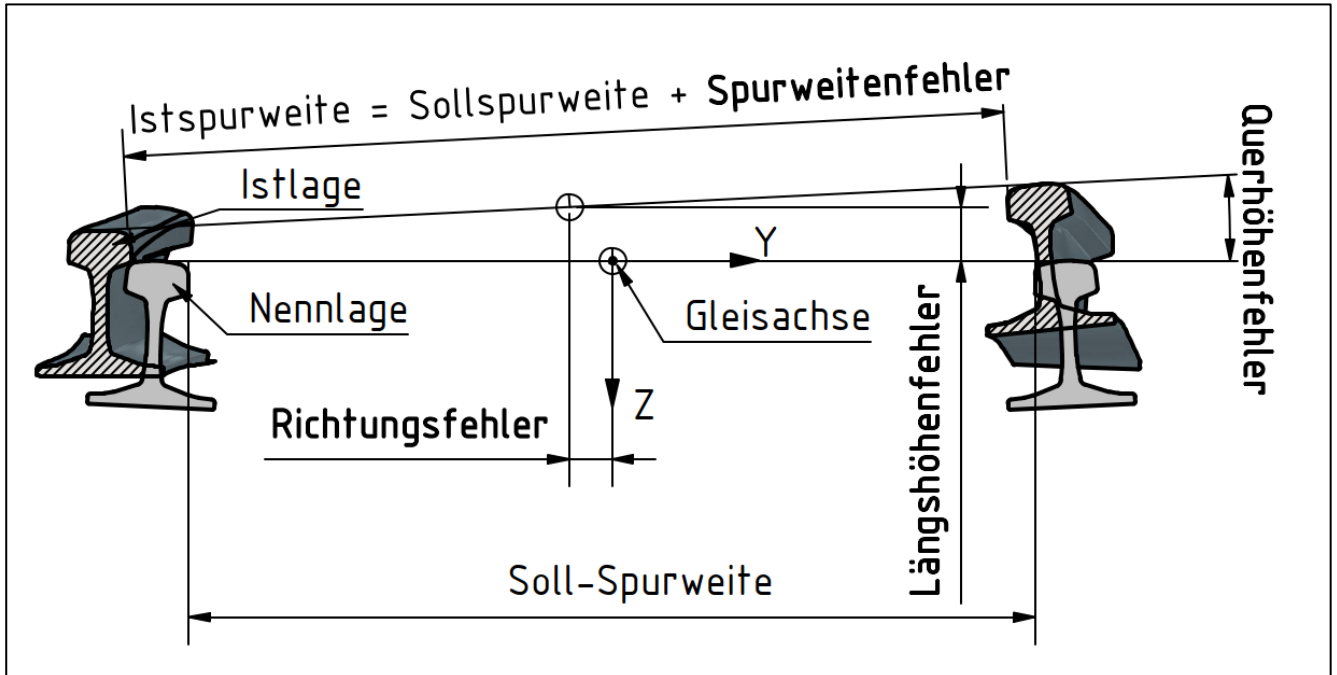 Istspurweite = Sollspurweite + Spurweitenfehler
Istlage
Querhöhenfehler
Y
Nennlage
Gleisachse
Längshöhenfehler
Z
Richtungsfehler
Soll-Spurweite